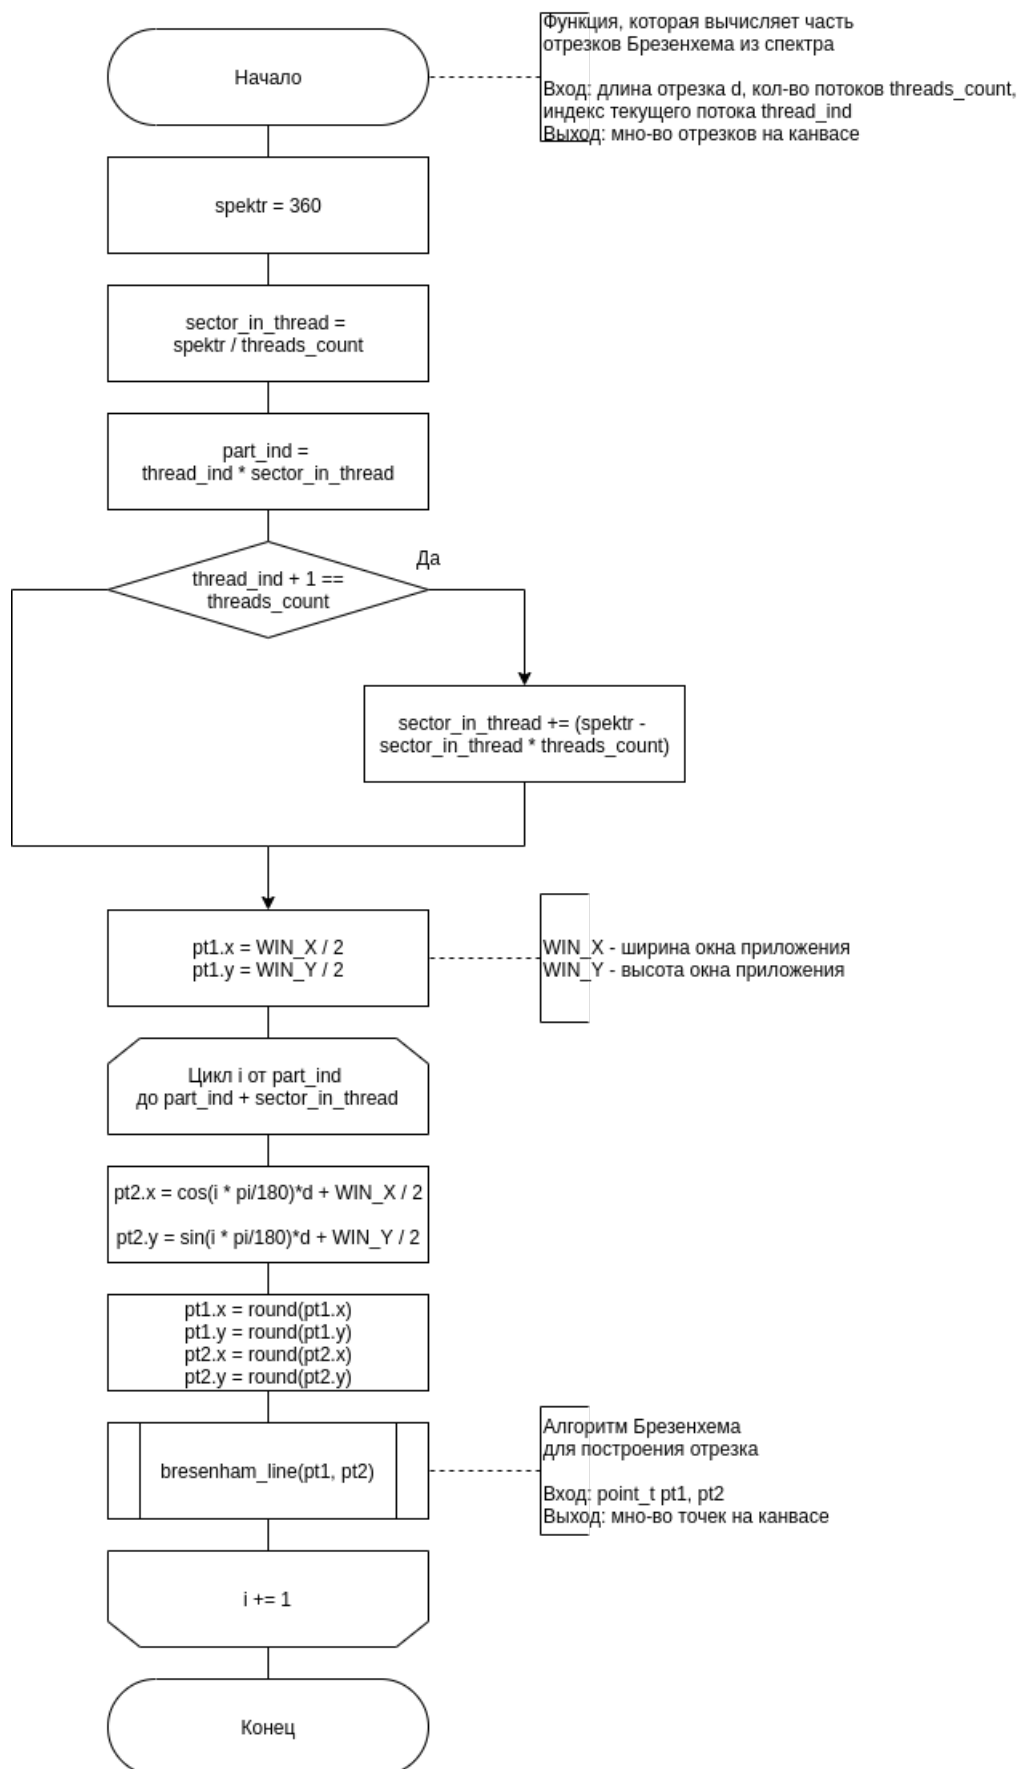 Начало
Функция, которая вычисляет часть
отрезков Брезенхема из спектра
Вход: длина отрезка d, кол-во потоков threads_count,
индекс текущего потока thread_ind
Выход: мно-во отрезков на канвасе
spektr = 360
sector_in_thread =
spektr / threads_count
part_ind =
thread_ind * sector_in_thread
thread_ind + 1 ==
threads_count
Да
sector_in_thread += (spektr -
sector_in_thread * threads_count)
pt1.x = WIN_X / 2
pt1.y = WIN_Y / 2
WIN_X - ширина окна приложения
WIN_Y - высота окна приложения
Цикл i от part_ind
до part_ind + sector_in_thread
pt2.x = cos(i * pi/180)*d + WIN_X / 2
pt2.y = sin(i * pi/180)*d + WIN_Y / 2
pt1.x = round(pt1.x)
pt1.y = round(pt1.y)
pt2.x = round(pt2.x)
pt2.y = round(pt2.y)
bresenham_line(pt1, pt2)
Алгоритм Брезенхема
для построения отрезка
Вход: point_t pt1, pt2
Выход: мно-во точек на канвасе
i += 1
Конец